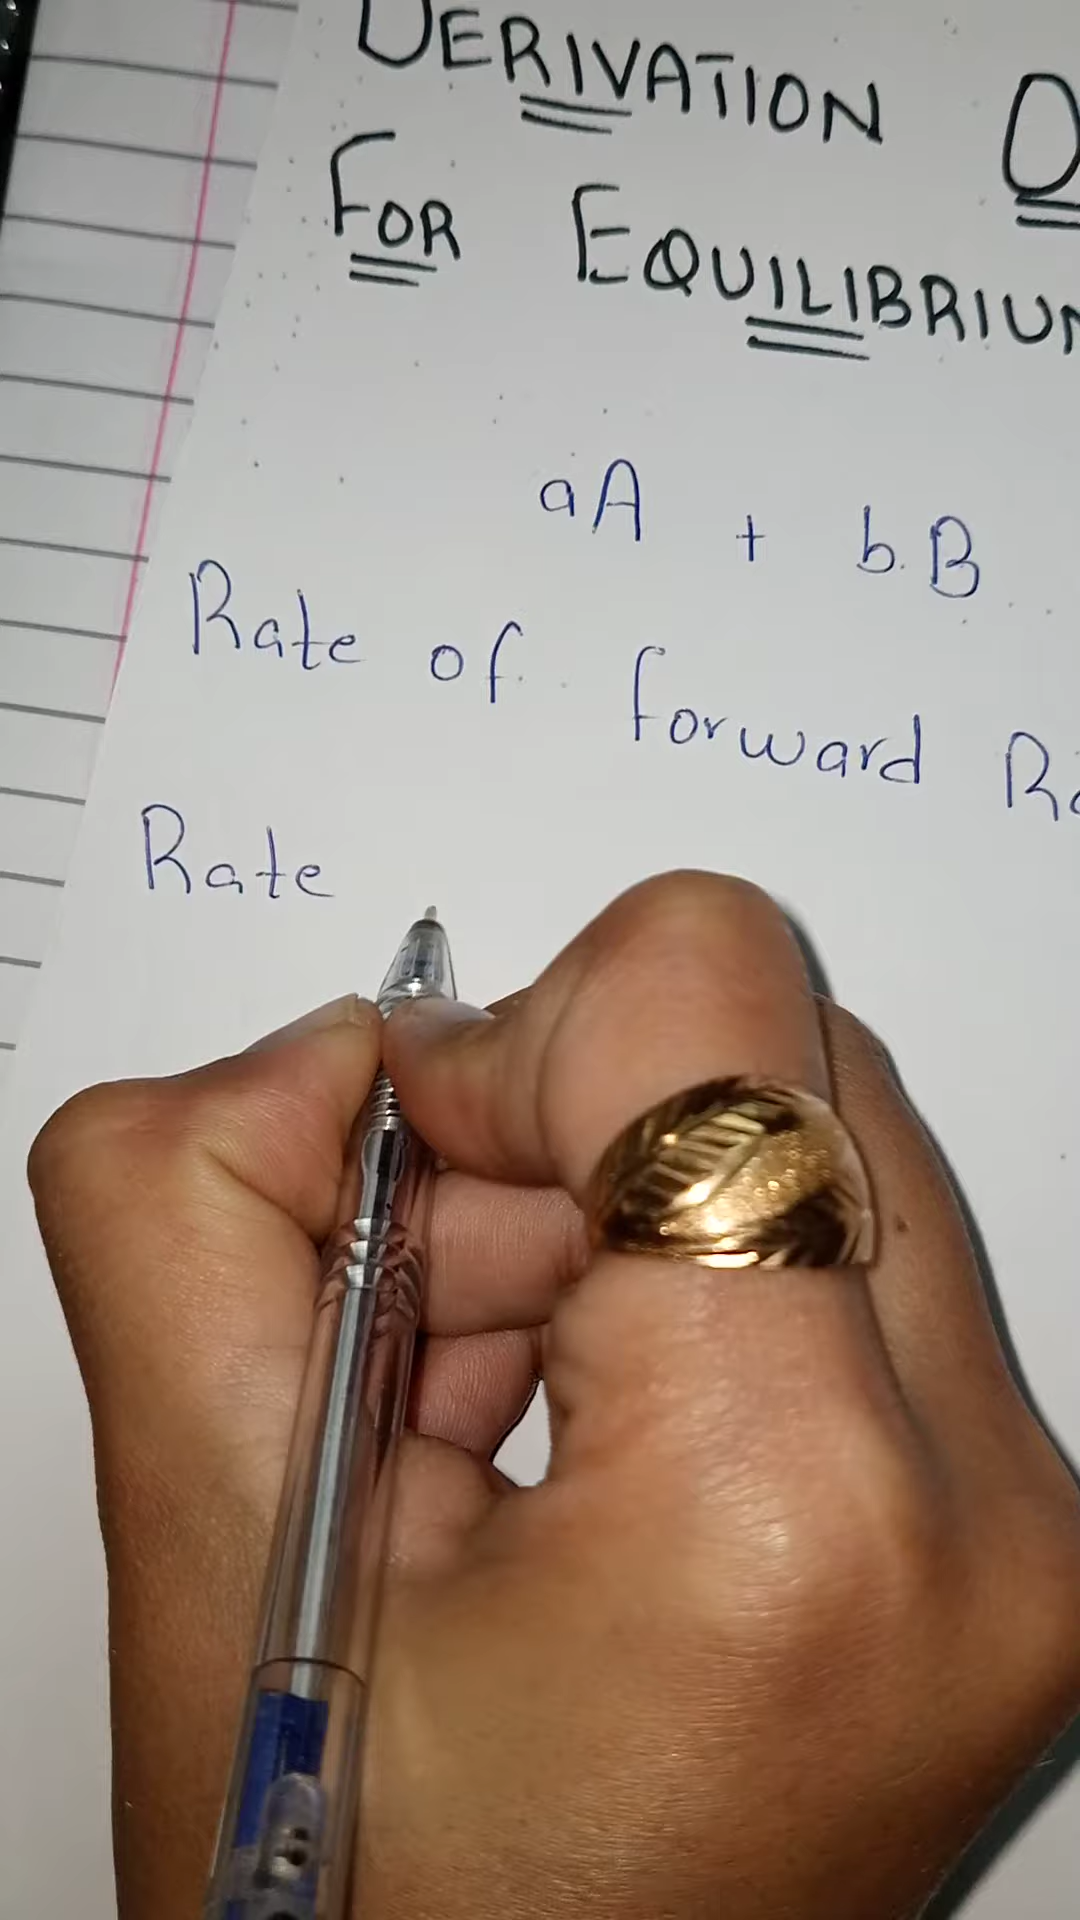 DERIVATION
FOR EQUILIBRIUM
aA + b.B
Rate of forward
Rate